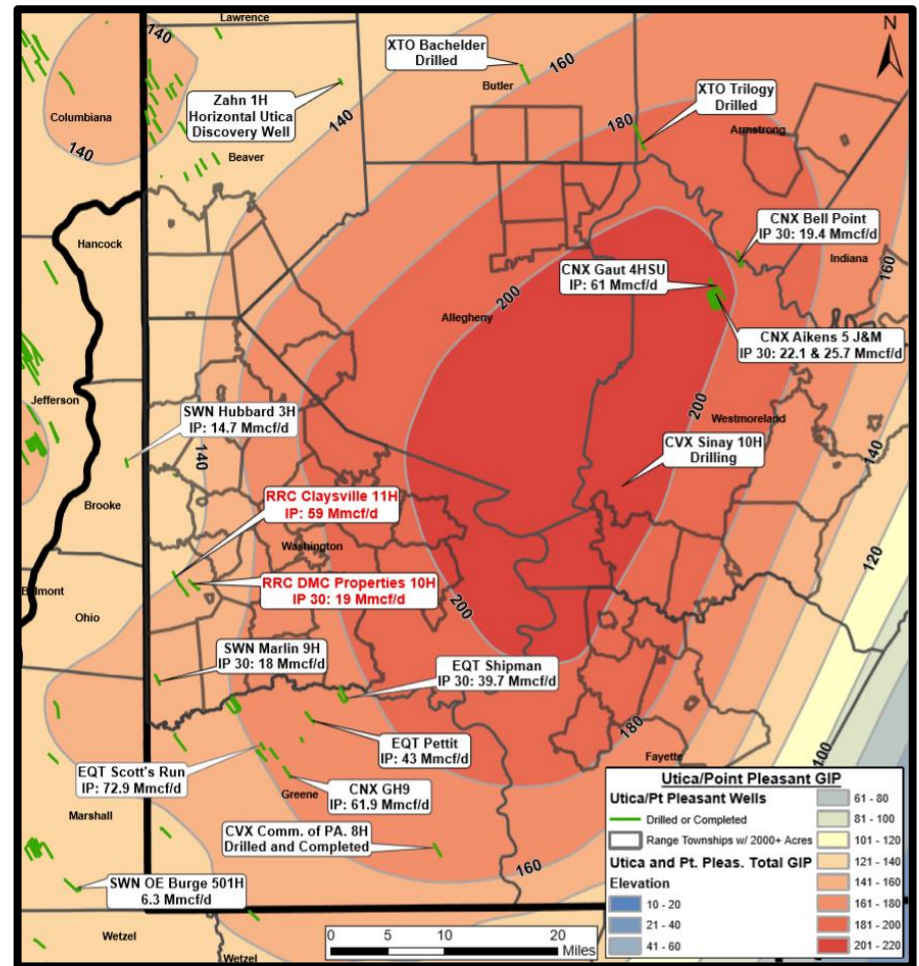 Lawrence
140
N
XTO Bachelder
Drilled
160
Butler
Zahn 1H
Horizontal Utica
Discovery Well
140
XTO Trilogy
Drilled
Columbiana
180
Armstrong
140
Beaver
CNX Bell Point
IP 30: 19.4 Mmcf/d
Hancock
Indiana
160
CNX Gaut 4HSU
IP: 61 Mmcf/d
200
Allegheny
CNX Aikens 5 J&M
IP 30: 22.1 & 25.7 Mmcf/d
Jefferson
200
Westmoreland
SWN Hubbard 3H
IP: 14.7 Mmcf/d
140
140
CVX Sinay 10H
Drilling
Brooke
RRC Claysville 11H
IP: 59 Mmcf/d
Washington
120
RRC DMC Properties 10H
IP 30: 19 Mmcf/d
Belmont
Ohio
200
SWN Marlin 9H
IP 30: 18 Mmcf/d
EQT Shipman
IP 30: 39.7 Mmcf/d
180
100
EQT Pettit
IP: 43 Mmcf/d
Fayette
EQT Scott's Run
IP: 72.9 Mmcf/d
CNX GH9
IP: 61.9 Mmcf/d
Greene
Marshall
CVX Comm. of PA. 8H
Drilled and Completed
160
SWN OE Burge 501H
6.3 Mmcf/d
Wetzel
Wetzel
0 5 10 20
Miles
Utica/Point Pleasant GIP
Utica/Pt Pleasant Wells
Drilled or Completed
Range Townships w/ 2000+ Acres
Utica and Pt. Pleas. Total GIP
Elevation
10 - 20
21 - 40
41 - 60
61 - 80
81 - 100
101 - 120
121 - 140
141 - 160
161 - 180
181 - 200
201 - 220